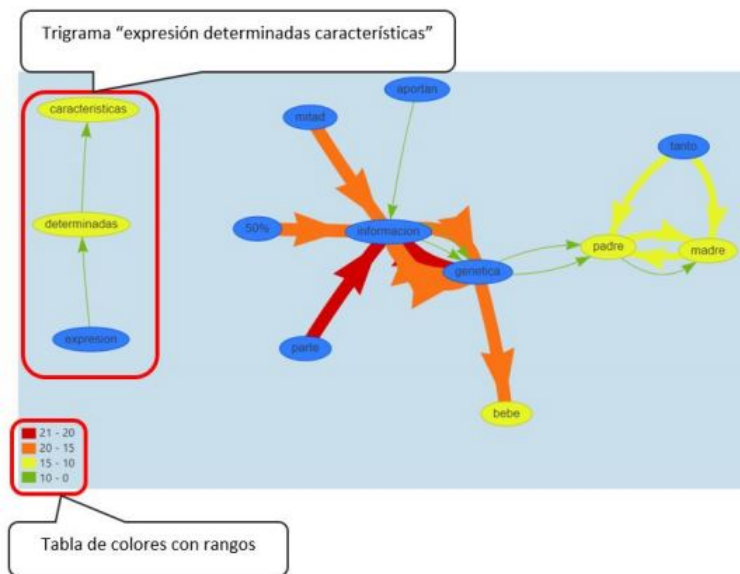 Trigrama “expresión determinadas características”
caracteristicas
aportan
mitad
tanto
determinadas
50%
informacion
padre
madre
genetica
expresion
parte
bebe
21 - 20
20 - 15
15 - 10
10 - 0
Tabla de colores con rangos